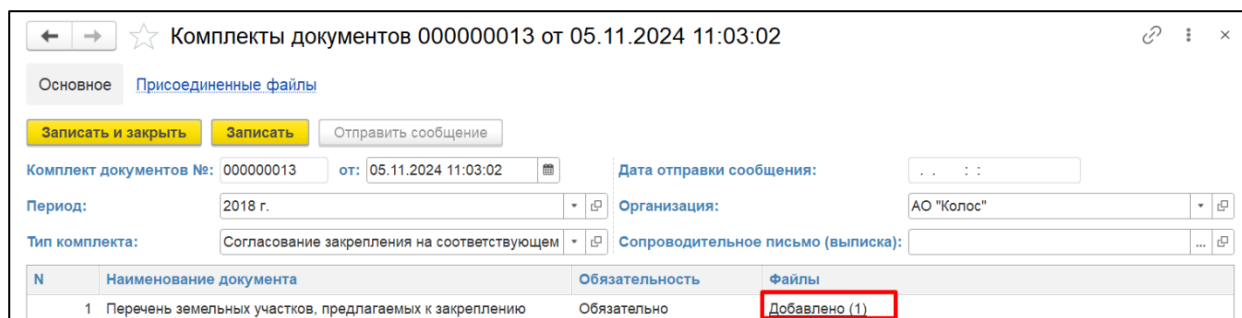 Комплекты документов 000000013 от 05.11.2024 11:03:02
Основное Присоединенные файлы
Записать и закрыть Записать Отправить сообщение
Комплект документов №: 000000013 от: 05.11.2024 11:03:02 Дата отправки сообщения: . . : :
Период: 2018 г. Организация: АО "Колос"
Тип комплекта: Согласование закрепления на соответствующем Сопроводительное письмо (выписка): ...
N Наименование документа Обязательность Файлы
1 Перечень земельных участков, предлагаемых к закреплению Обязательно Добавлено (1)